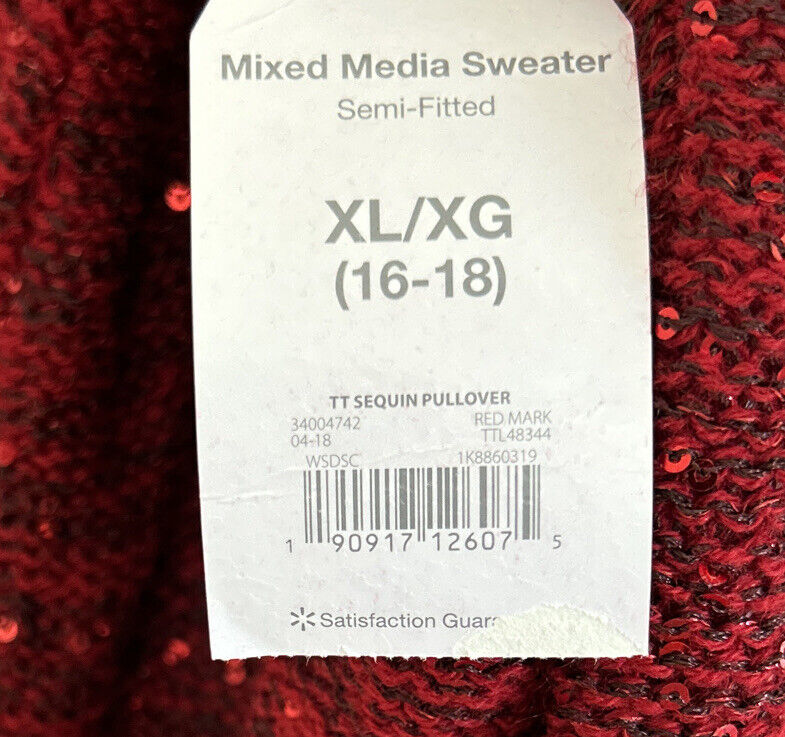 Mixed Media Sweater
Semi-Fitted
XL/XG
(16-18)
TT SEQUIN PULLOVER
34004742 RED MARK
04-18 TTL48344
WSDSC 1K8860319
1 90917 12607 5
Satisfaction